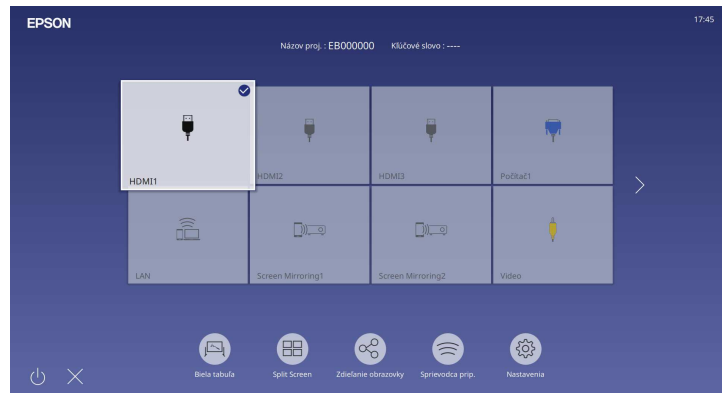 EPSON
17:45
Názov proj. : EB000000 Kľúčové slovo : ----
HDMI1
HDMI2
HDMI3
Počítač1
LAN
Screen Mirroring1
Screen Mirroring2
Video
Biela tabuľa
Split Screen
Zdieľanie obrazovky
Sprievodca prip.
Nastavenia